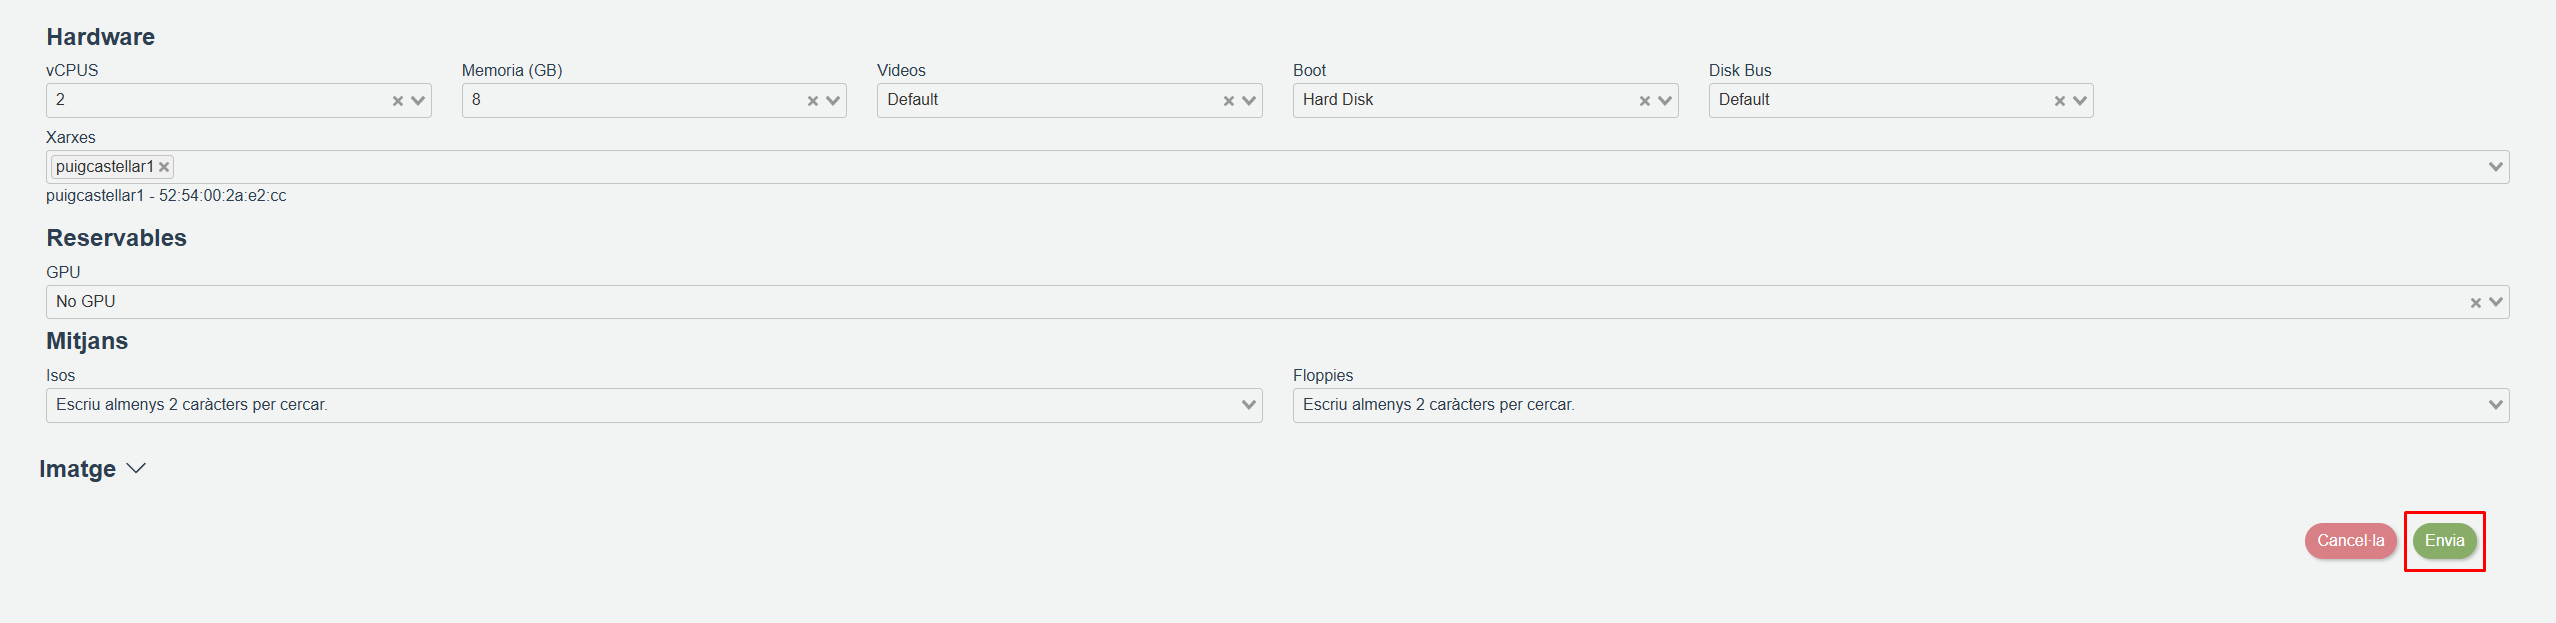 Hardware
vCPUS Memoria (GB) Videos Boot Disk Bus
2 8 Default Hard Disk Default
Xarxes
puigcastellar1
puigcastellar1 - 52:54:00:2a:e2:cc
Reservables
GPU
No GPU
Mitjans
Isos Floppies
Escriu almenys 2 caràcters per cercar. Escriu almenys 2 caràcters per cercar.
Imatge
Cancel·la Envia